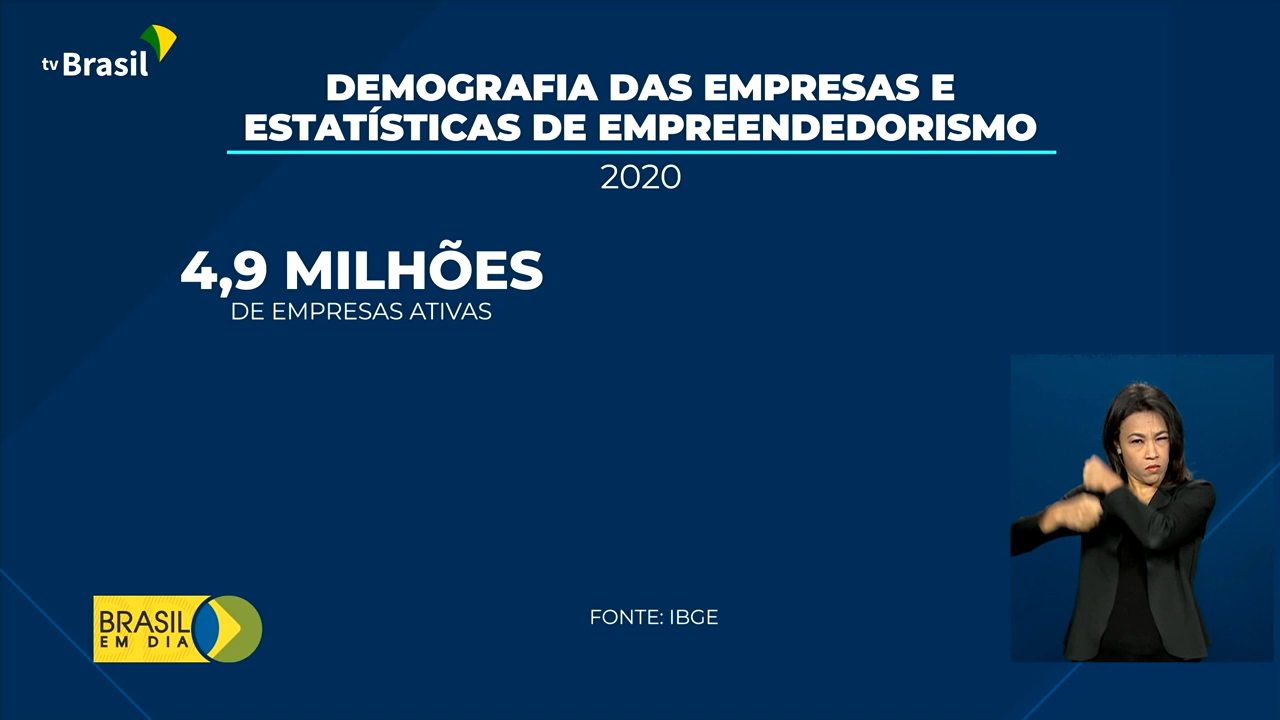 tv Brasil
DEMOGRAFIA DAS EMPRESAS E
ESTATÍSTICAS DE EMPREENDEDORISMO
2020
4,9 MILHÕES
DE EMPRESAS ATIVAS
BRASIL
EM DIA
FONTE: IBGE